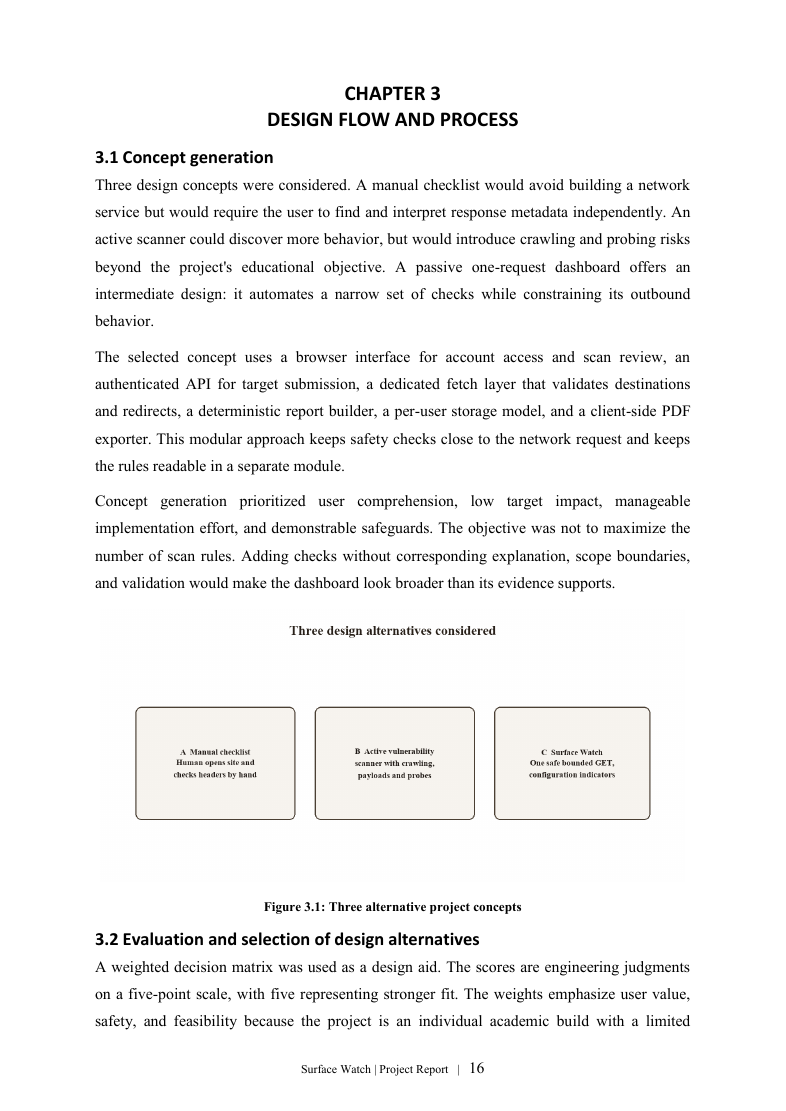 CHAPTER 3
DESIGN FLOW AND PROCESS
3.1 Concept generation
Three design concepts were considered. A manual checklist would avoid building a network
service but would require the user to find and interpret response metadata independently. An
active scanner could discover more behavior, but would introduce crawling and probing risks
beyond the project's educational objective. A passive one-request dashboard offers an
intermediate design: it automates a narrow set of checks while constraining its outbound
behavior.
The selected concept uses a browser interface for account access and scan review, an
authenticated API for target submission, a dedicated fetch layer that validates destinations
and redirects, a deterministic report builder, a per-user storage model, and a client-side PDF
exporter. This modular approach keeps safety checks close to the network request and keeps
the rules readable in a separate module.
Concept generation prioritized user comprehension, low target impact, manageable
implementation effort, and demonstrable safeguards. The objective was not to maximize the
number of scan rules. Adding checks without corresponding explanation, scope boundaries,
and validation would make the dashboard look broader than its evidence supports.
Three design alternatives considered
A Manual checklist
Human opens site and
checks headers by hand
B Active vulnerability
scanner with crawling,
payloads and probes
C Surface Watch
One safe bounded GET,
configuration indicators
Figure 3.1: Three alternative project concepts
3.2 Evaluation and selection of design alternatives
A weighted decision matrix was used as a design aid. The scores are engineering judgments
on a five-point scale, with five representing stronger fit. The weights emphasize user value,
safety, and feasibility because the project is an individual academic build with a limited
Surface Watch | Project Report | 16